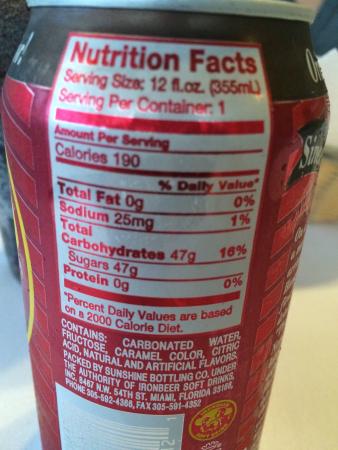 Nutrition Facts
Serving Size: 12 fl.oz. (355mL)
Serving Per Container: 1
Amount Per Serving
Calories 190
% Daily Value*
Total Fat 0g 0%
Sodium 25mg 1%
Total
Carbohydrates 47g 16%
Sugars 47g
Protein 0g 0%
*Percent Daily Values are based
on a 2000 Calorie Diet.
CONTAINS: CARBONATED WATER,
FRUCTOSE, CARAMEL COLOR, CITRIC
ACID, NATURAL AND ARTIFICIAL FLAVORS.
PACKED BY SUNSHINE BOTTLING CO. UNDER
THE AUTHORITY OF IRONBEER SOFT DRINKS,
INC. 8467 N.W. 54TH ST. MIAMI, FLORIDA 33166,
PHONE 305-592-4366, FAX 305-591-4352